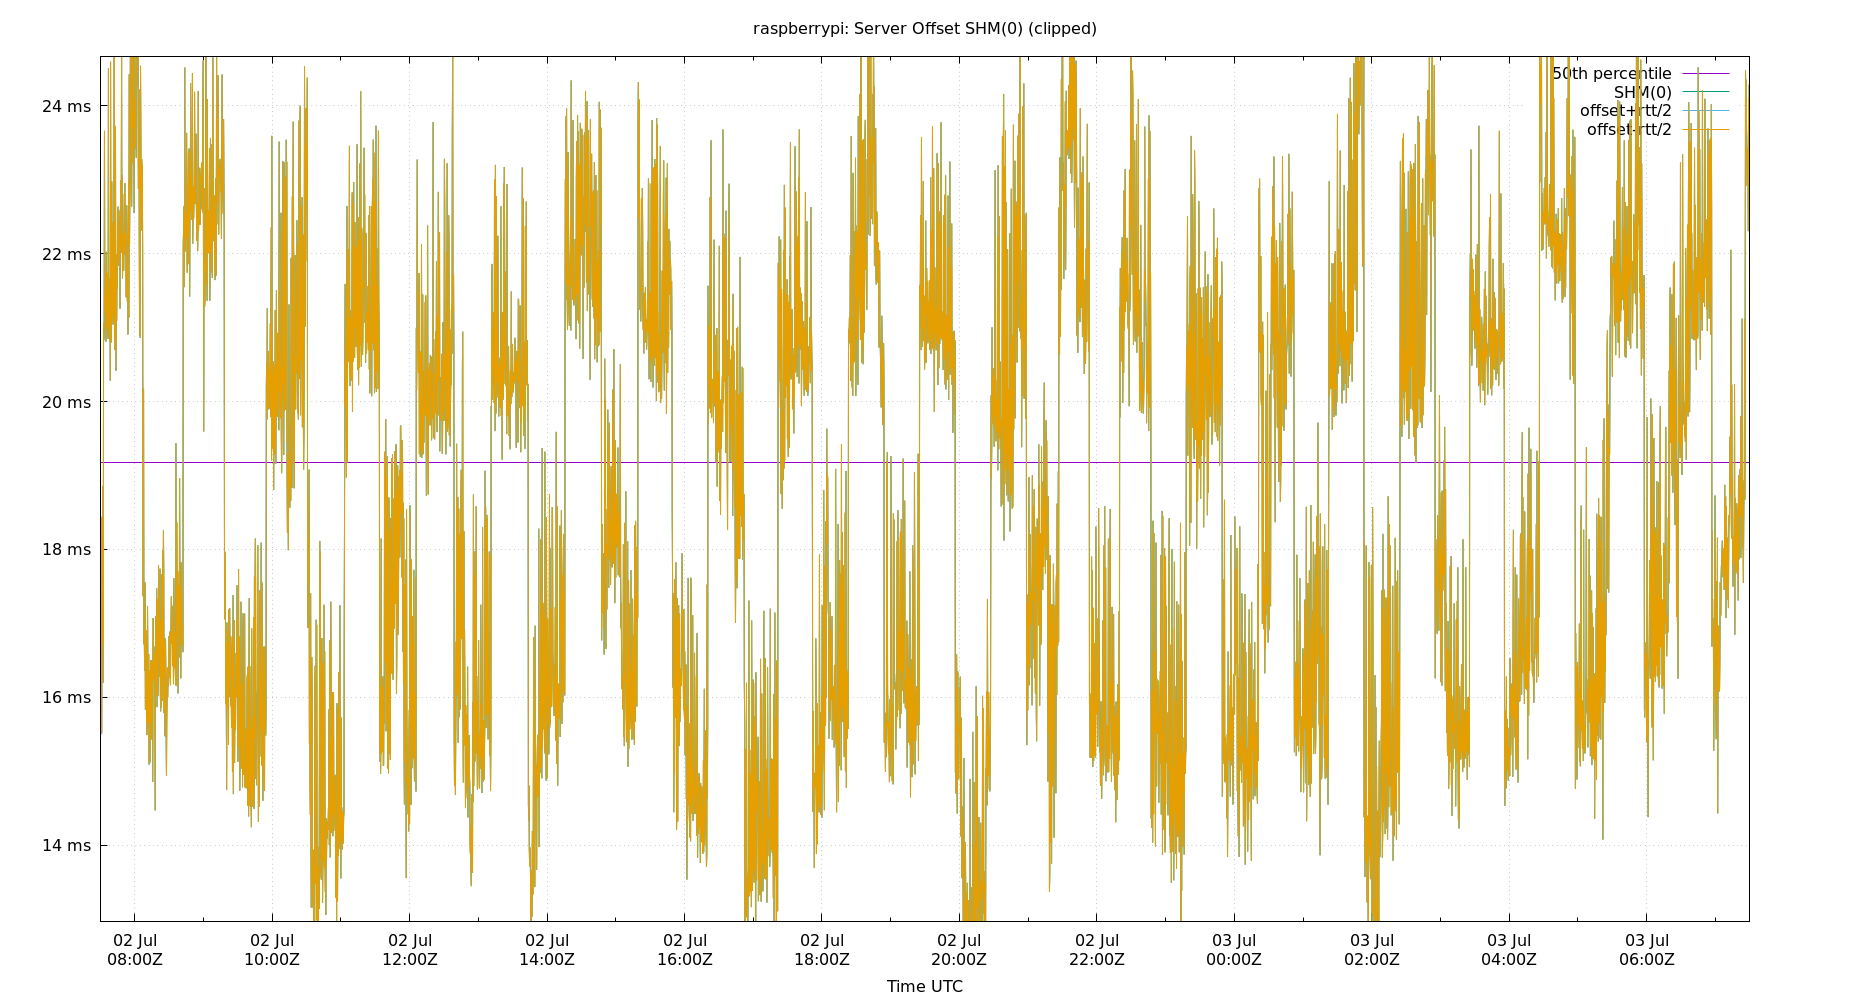 raspberrypi: Server Offset SHM(0) (clipped)
50th percentile
SHM(0)
offset+rtt/2
offset-rtt/2
24 ms
22 ms
20 ms
18 ms
16 ms
14 ms
02 Jul 02 Jul 02 Jul 02 Jul 02 Jul 02 Jul 02 Jul 02 Jul 03 Jul 03 Jul 03 Jul 03 Jul
08:00Z 10:00Z 12:00Z 14:00Z 16:00Z 18:00Z 20:00Z 22:00Z 00:00Z 02:00Z 04:00Z 06:00Z
Time UTC